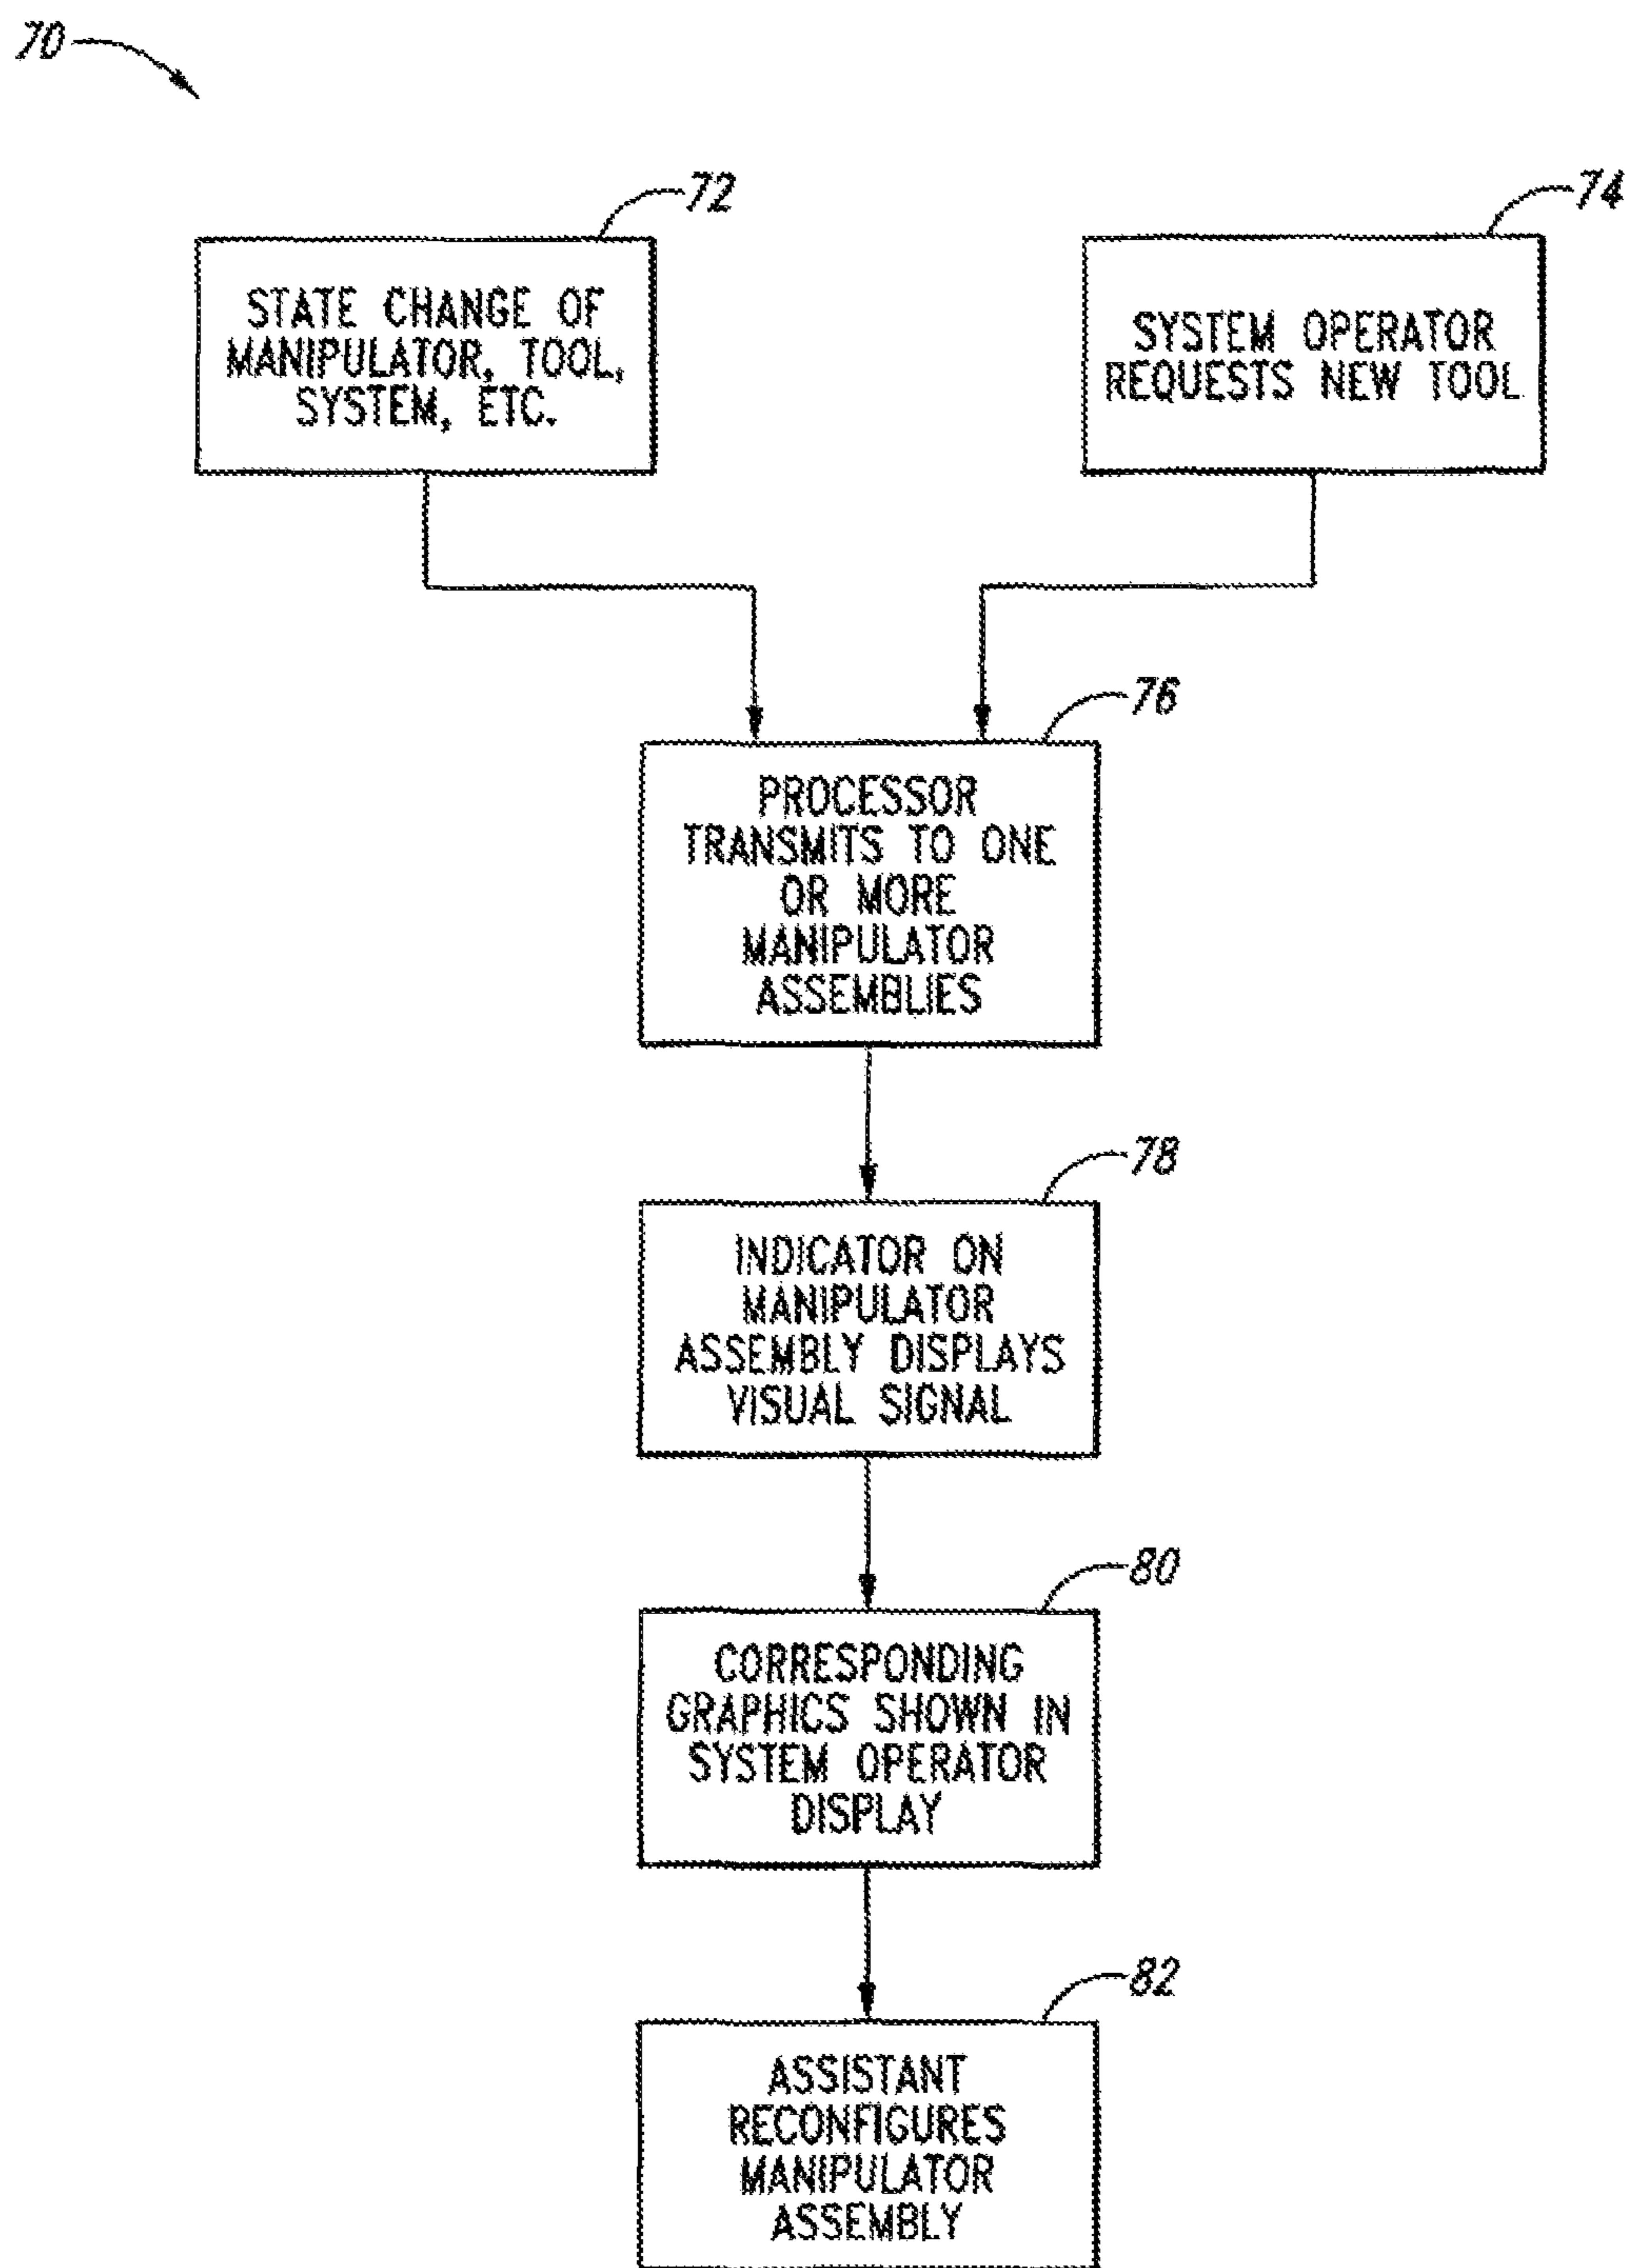 70
72
STATE CHANGE OF
MANIPULATOR, TOOL,
SYSTEM, ETC.
74
SYSTEM OPERATOR
REQUESTS NEW TOOL
76
PROCESSOR
TRANSMITS TO ONE
OR MORE
MANIPULATOR
ASSEMBLIES
78
INDICATOR ON
MANIPULATOR
ASSEMBLY DISPLAYS
VISUAL SIGNAL
80
CORRESPONDING
GRAPHICS SHOWN IN
SYSTEM OPERATOR
DISPLAY
82
ASSISTANT
RECONFIGURES
MANIPULATOR
ASSEMBLY